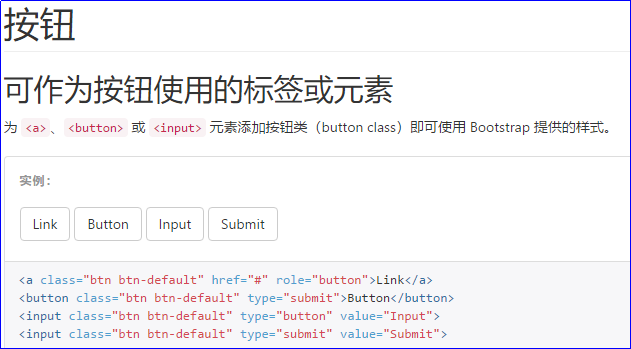 按钮
可作为按钮使用的标签或元素
为 <a> 、<button> 或 <input> 元素添加按钮类（button class）即可使用 Bootstrap 提供的样式。
实例：
Link Button Input Submit
<a class="btn btn-default" href="#" role="button">Link</a>
<button class="btn btn-default" type="submit">Button</button>
<input class="btn btn-default" type="button" value="Input">
<input class="btn btn-default" type="submit" value="Submit">